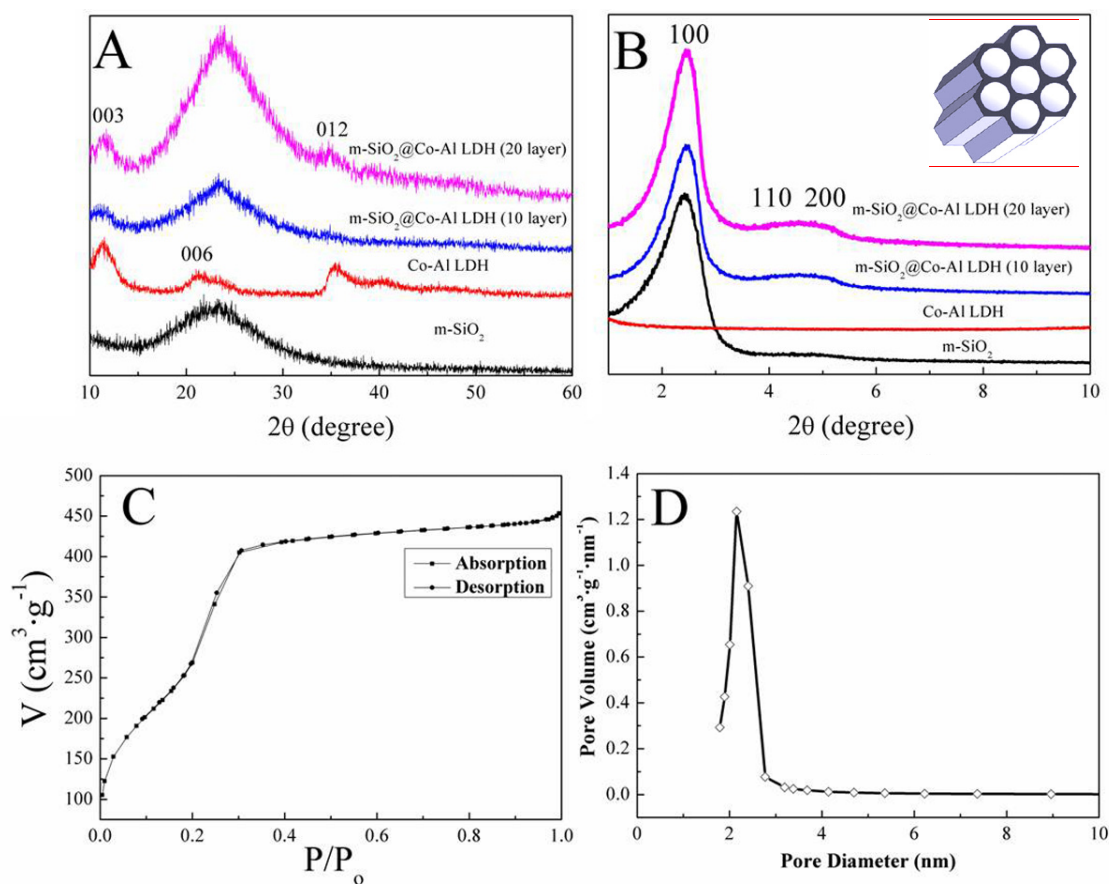 A
003
012
m-SiO₂@Co-Al LDH (20 layer)
m-SiO₂@Co-Al LDH (10 layer)
006
Co-Al LDH
m-SiO₂
10 20 30 40 50 60
2θ (degree)
B
100
110 200
m-SiO₂@Co-Al LDH (20 layer)
m-SiO₂@Co-Al LDH (10 layer)
Co-Al LDH
m-SiO₂
2 4 6 8 10
2θ (degree)
C
500
450
400
350
300
250
200
150
100
V (cm³·g⁻¹)
Absorption
Desorption
0.0 0.2 0.4 0.6 0.8 1.0
P/Pₒ
D
1.4
1.2
1.0
0.8
0.6
0.4
0.2
0.0
Pore Volume (cm³·g⁻¹·nm⁻¹)
0 2 4 6 8 10
Pore Diameter (nm)